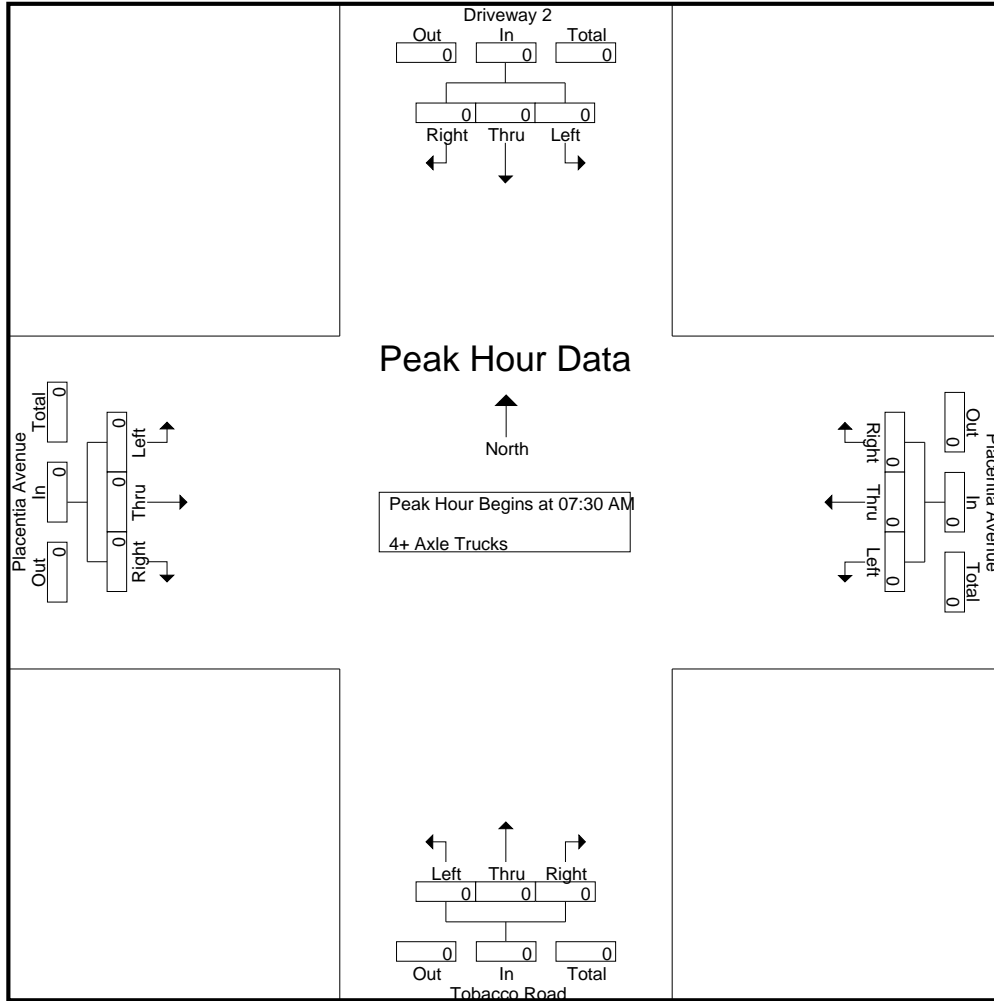 Driveway 2
Out In Total
0 0 0
0 0 0
Right Thru Left
Peak Hour Data
North
Peak Hour Begins at 07:30 AM
4+ Axle Trucks
Placentia Avenue
Out In Total
0 0 0
0 0 0
Right Thru Left
Placentia Avenue
Out In Total
0 0 0
0 0 0
Right Thru Left
Left Thru Right
0 0 0
0 0 0
Out In Total
Tobacco Road